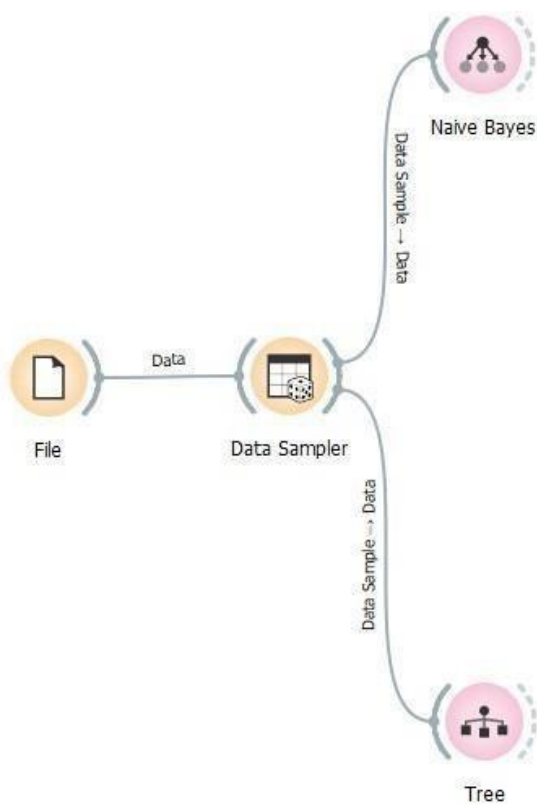 Naive Bayes
Data Sample → Data
Data
File
Data Sampler
Data Sample --> Data
Tree